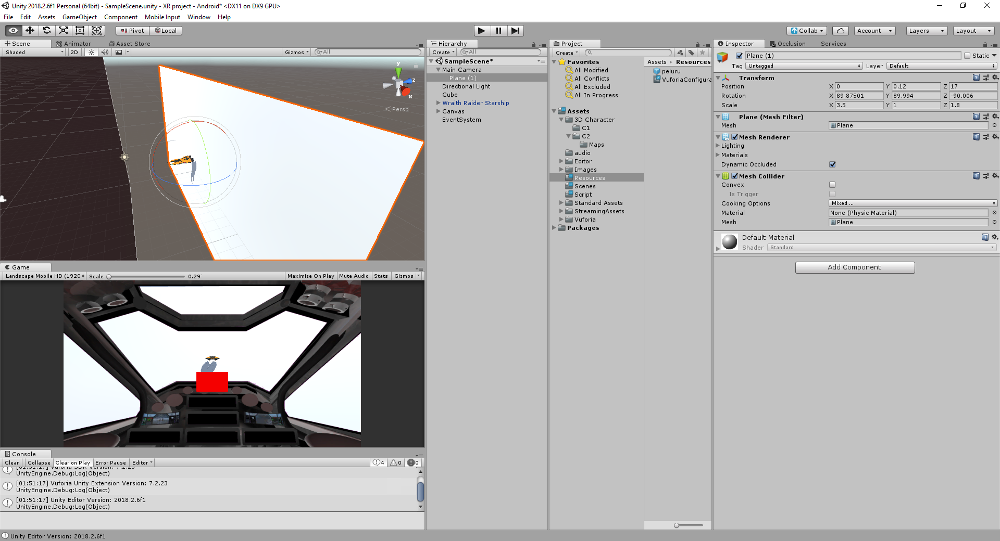 Unity 2018.2.6f1 Personal (64bit) - SampleScene.unity - XR project - Android* <DX11 on DX9 GPU>
File Edit Assets GameObject Component Mobile Input Window Help
Pivot Local Collab Account Layers Layout
Scene Animator Asset Store
Shaded 2D Gizmos All
y
z
x
Persp
Game
Landscape Mobile HD (192C Scale 0.29 Maximize On Play Mute Audio Stats Gizmos
Console
Clear Collapse Clear on Play Error Pause Editor 4 0 0
[01:51:17] Vuforia SDK Version: 7.2.23
UnityEngine.Debug:Log(Object)
[01:51:17] Vuforia Unity Extension Version: 7.2.23
UnityEngine.Debug:Log(Object)
[01:51:17] Unity Editor Version: 2018.2.6f1
UnityEngine.Debug:Log(Object)
Unity Editor Version: 2018.2.6f1
Hierarchy
Create All
SampleScene*
Main Camera
Plane (1)
Directional Light
Cube
Wraith Raider Starship
Canvas
EventSystem
Project
Create
Favorites
All Modified
All Conflicts
All Excluded
All In Progress
Assets
3D Character
C1
C2
Maps
audio
Editor
Images
Resources
Scenes
Script
Standard Assets
StreamingAssets
Vuforia
Packages
Assets Resources
peluru
VuforiaConfigura
Inspector Occlusion Services
Plane (1) Static
Tag Untagged Layer Default
Transform
Position X 0 Y 0.12 Z 17
Rotation X 89.87501 Y 89.994 Z -90.006
Scale X 3.5 Y 1 Z 1.8
Plane (Mesh Filter)
Mesh Plane
Mesh Renderer
Lighting
Materials
Dynamic Occluded
Mesh Collider
Convex
Is Trigger
Cooking Options Mixed ...
Material None (Physic Material)
Mesh Plane
Default-Material
Shader Standard
Add Component